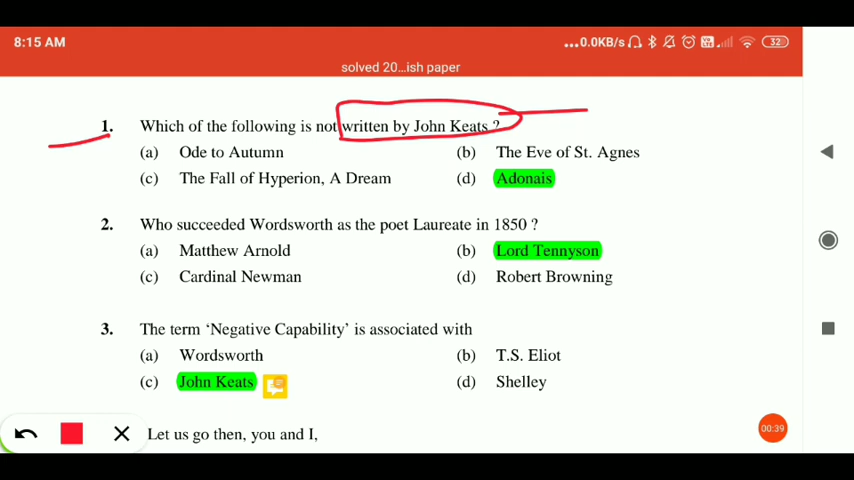 8:15 AM
...0.0KB/s
32
solved 20...ish paper
1. Which of the following is not written by John Keats ?
(a) Ode to Autumn (b) The Eve of St. Agnes
(c) The Fall of Hyperion, A Dream (d) Adonais
2. Who succeeded Wordsworth as the poet Laureate in 1850 ?
(a) Matthew Arnold (b) Lord Tennyson
(c) Cardinal Newman (d) Robert Browning
3. The term ‘Negative Capability’ is associated with
(a) Wordsworth (b) T.S. Eliot
(c) John Keats (d) Shelley
Let us go then, you and I,
00:39